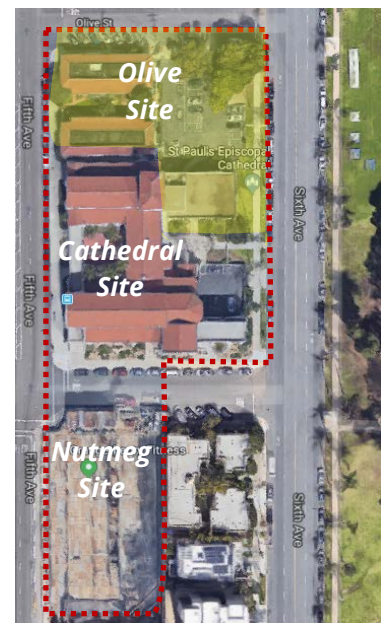 Olive St
Olive
Site
Fifth Ave
St Paul's Episcopal
Cathedral
Sixth Ave
Cathedral
Site
Fifth Ave
Nutmeg
Site
Fifth Ave
Sixth Ave